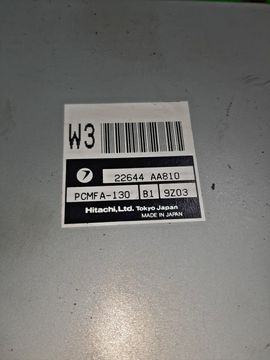 W3
22644 AA810
PCMFA-130 B1 9Z03
Hitachi, Ltd. Tokyo Japan
MADE IN JAPAN